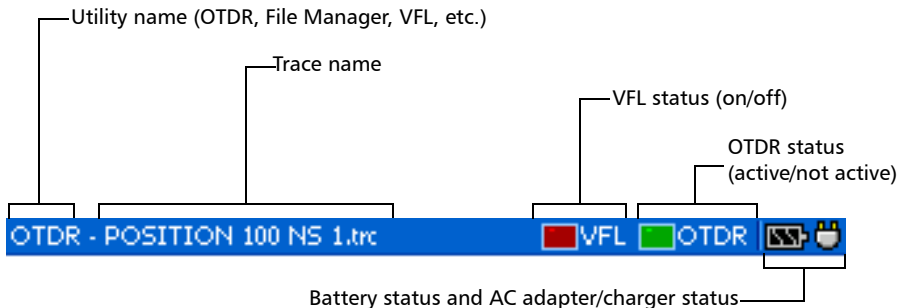 Utility name (OTDR, File Manager, VFL, etc.)
Trace name
VFL status (on/off)
OTDR status
(active/not active)
OTDR - POSITION 100 NS 1.trc
VFL
OTDR
Battery status and AC adapter/charger status